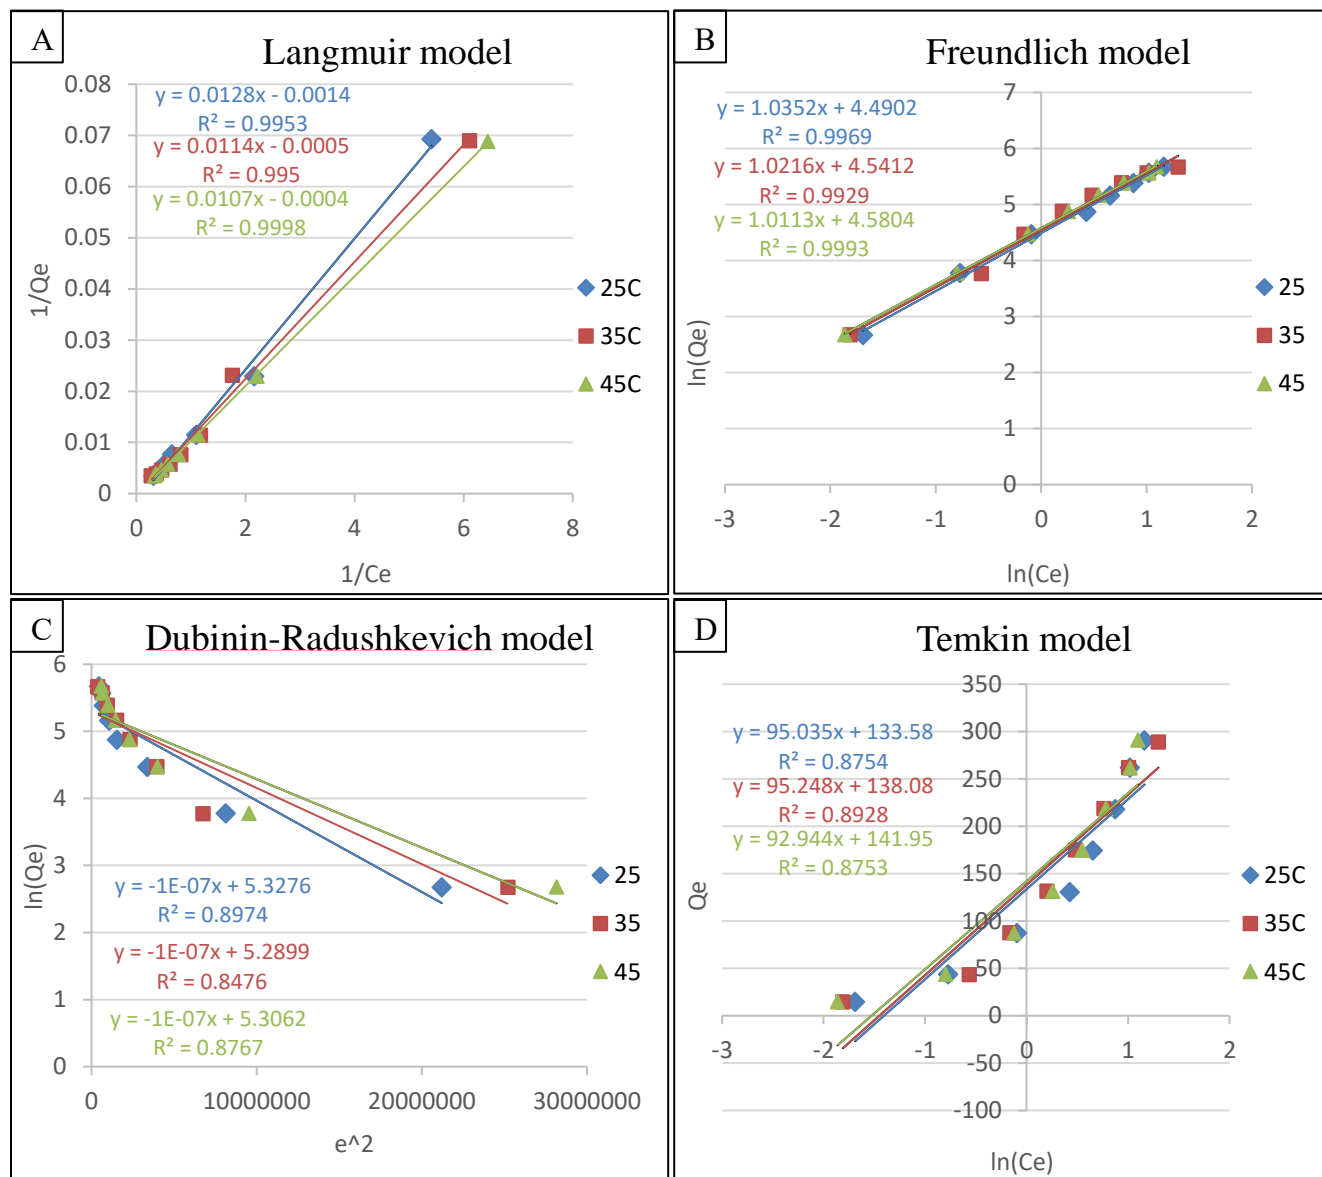 A
Langmuir model
y = 0.0128x - 0.0014
R² = 0.9953
y = 0.0114x - 0.0005
R² = 0.995
y = 0.0107x - 0.0004
R² = 0.9998
0.08
0.07
0.06
0.05
0.04
0.03
0.02
0.01
0
1/Qe
0 2 4 6 8
1/Ce
25C
35C
45C
B
Freundlich model
y = 1.0352x + 4.4902
R² = 0.9969
y = 1.0216x + 4.5412
R² = 0.9929
y = 1.0113x + 4.5804
R² = 0.9993
7
6
5
4
3
2
1
0
ln(Qe)
-3 -2 -1 0 1 2
ln(Ce)
25
35
45
C
Dubinin-Radushkevich model
6
5
4
3
2
1
0
ln(Qe)
y = -1E-07x + 5.3276
R² = 0.8974
y = -1E-07x + 5.2899
R² = 0.8476
y = -1E-07x + 5.3062
R² = 0.8767
0 10000000 20000000 30000000
e^2
25
35
45
D
Temkin model
y = 95.035x + 133.58
R² = 0.8754
y = 95.248x + 138.08
R² = 0.8928
y = 92.944x + 141.95
R² = 0.8753
350
300
250
200
150
100
50
0
-50
-100
Qe
-3 -2 -1 0 1 2
ln(Ce)
25C
35C
45C